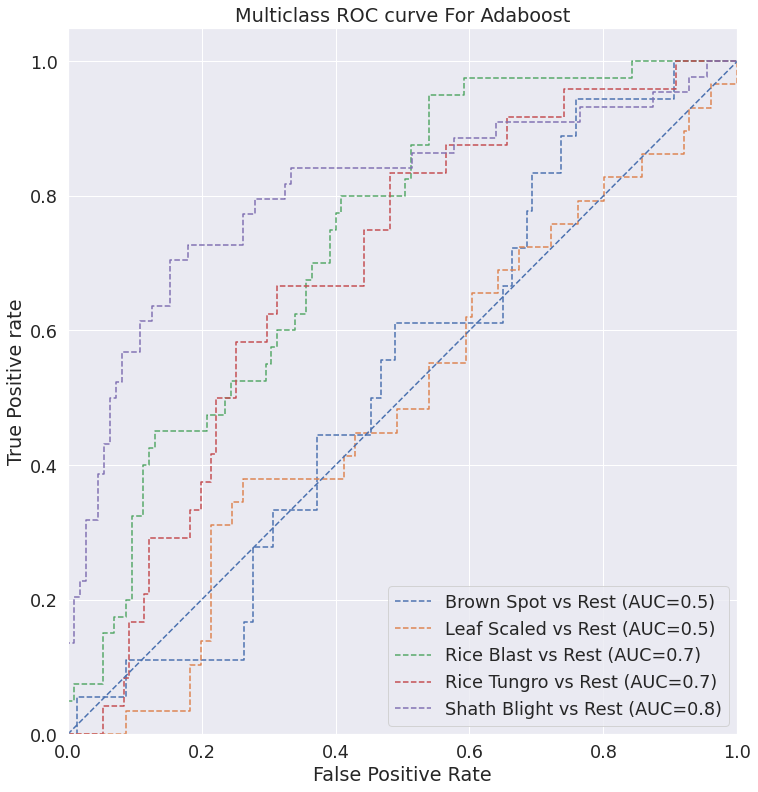 Multiclass ROC curve For Adaboost
True Positive rate
1.0
0.8
0.6
0.4
0.2
0.0
Brown Spot vs Rest (AUC=0.5)
Leaf Scaled vs Rest (AUC=0.5)
Rice Blast vs Rest (AUC=0.7)
Rice Tungro vs Rest (AUC=0.7)
Shath Blight vs Rest (AUC=0.8)
0.0 0.2 0.4 0.6 0.8 1.0
False Positive Rate